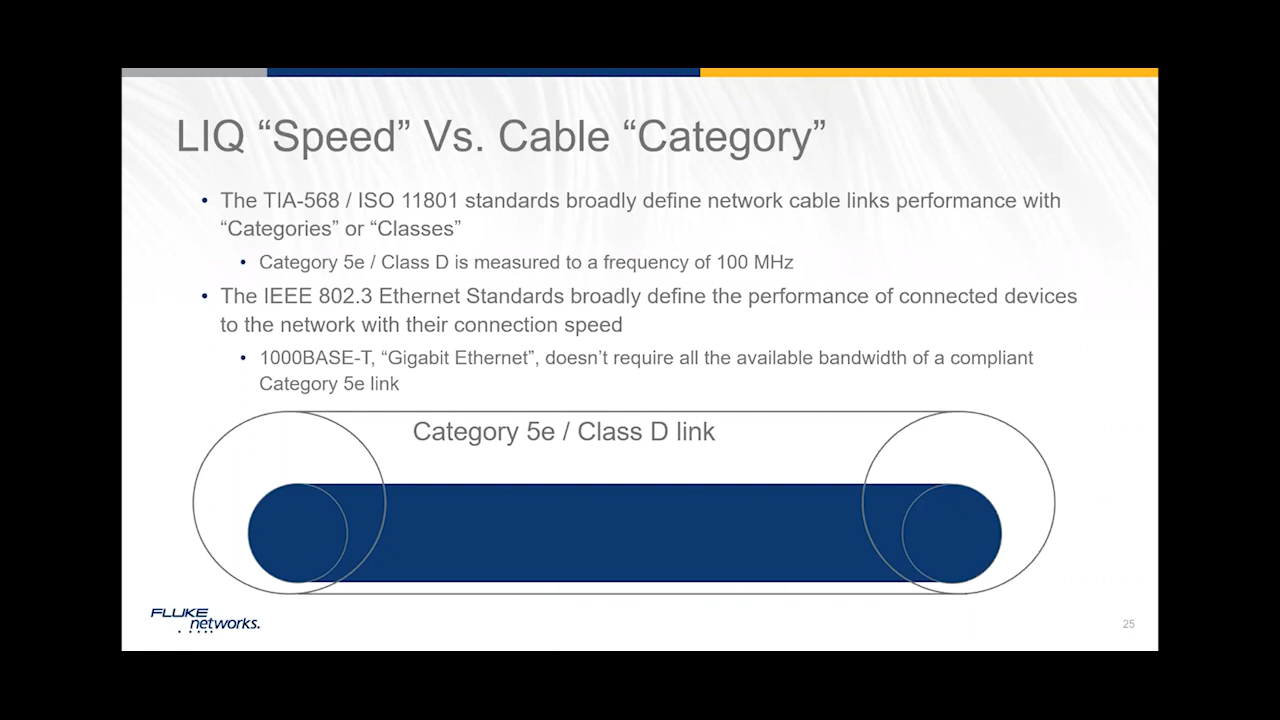 LIQ “Speed” Vs. Cable “Category”
• The TIA-568 / ISO 11801 standards broadly define network cable links performance with
“Categories” or “Classes”
• Category 5e / Class D is measured to a frequency of 100 MHz
• The IEEE 802.3 Ethernet Standards broadly define the performance of connected devices
to the network with their connection speed
• 1000BASE-T, “Gigabit Ethernet”, doesn’t require all the available bandwidth of a compliant
Category 5e link
Category 5e / Class D link
FLUKE
networks.
25